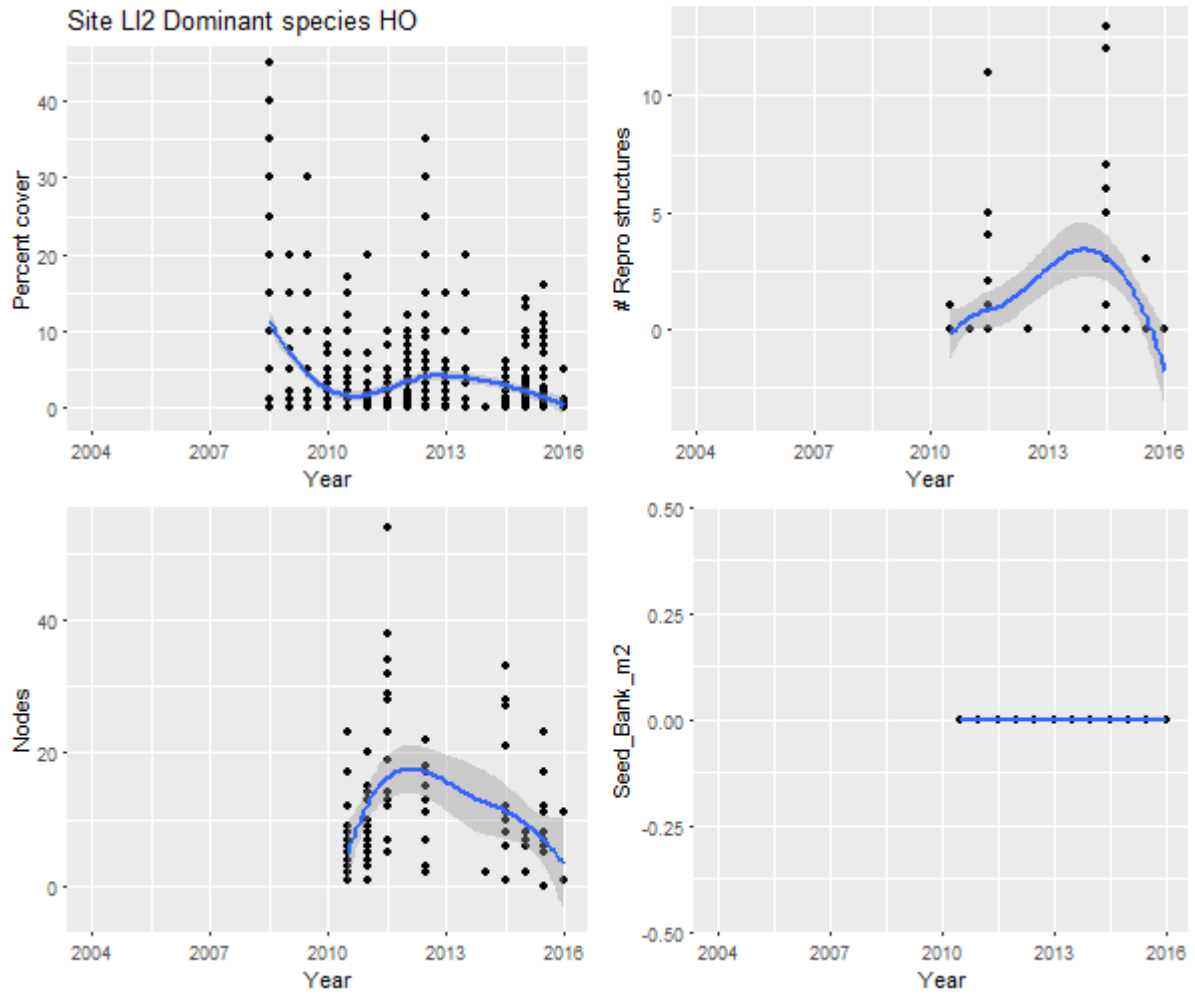 Site LI2 Dominant species HO
Percent cover
40
30
20
10
0
2004 2007 2010 2013 2016
Year
# Repro structures
10
5
0
2004 2007 2010 2013 2016
Year
Nodes
40
20
0
2004 2007 2010 2013 2016
Year
Seed_Bank_m2
0.50
0.25
0.00
-0.25
-0.50
2004 2007 2010 2013 2016
Year